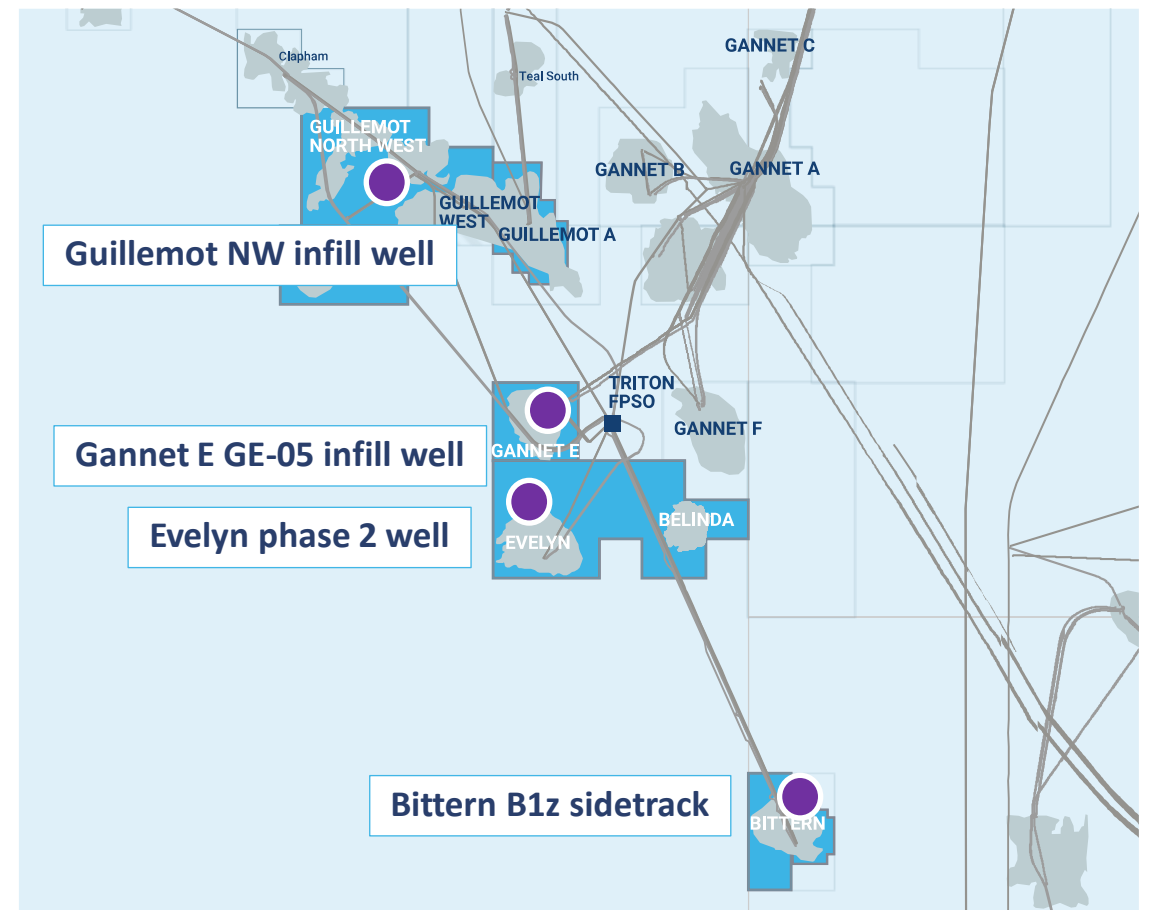 GANNET C
Clapham
Teal South
GUILLEMOT
NORTH WEST
GANNET B
GANNET A
GUILLEMOT
WEST
GUILLEMOT A
Guillemot NW infill well
TRITON
FPSO
GANNET F
Gannet E GE-05 infill well
GANNET E
Evelyn phase 2 well
BELINDA
EVELYN
Bittern B1z sidetrack
BITTERN